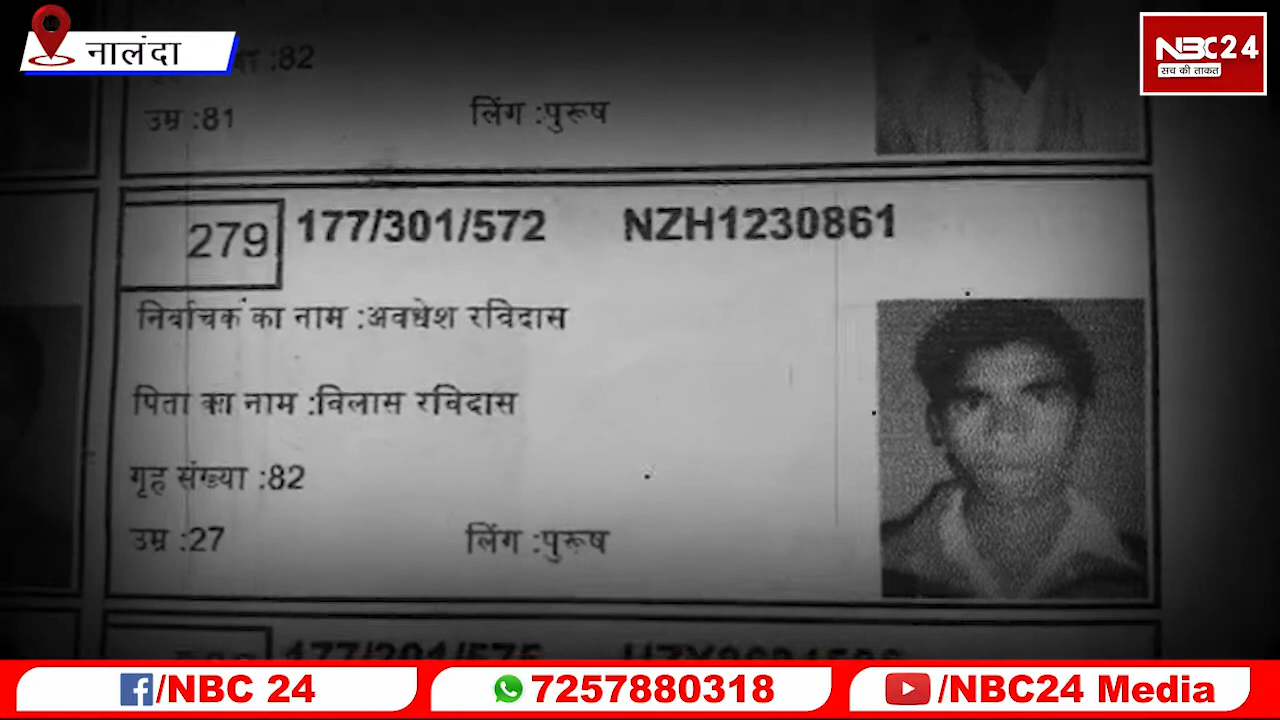 नालंदा
NBC24
सच की ताकत
:82
उम्र :81 लिंग :पुरूष
279 177/301/572 NZH1230861
निर्वाचक का नाम :अवधेश रविदास
पिता का नाम :विलास रविदास
गृह संख्या :82
उम्र :27 लिंग :पुरूष
/NBC 24 7257880318 /NBC24 Media